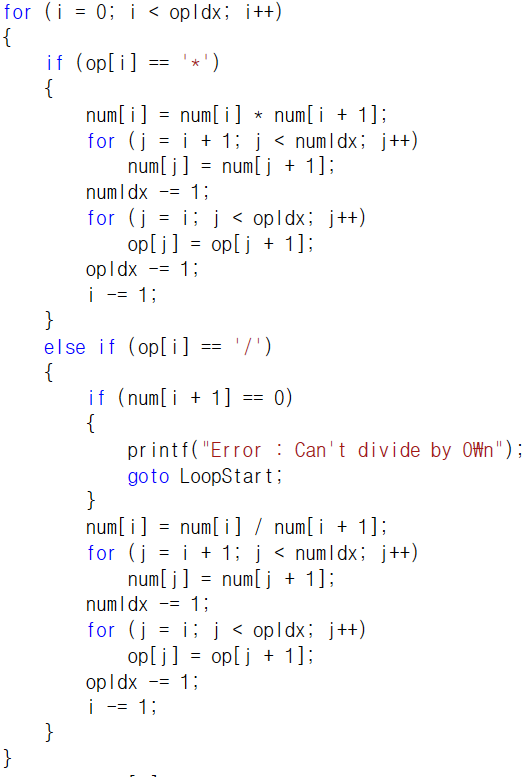 for (i = 0; i < opIdx; i++)
{
    if (op[i] == '*')
    {
        num[i] = num[i] * num[i + 1];
        for (j = i + 1; j < numIdx; j++)
            num[j] = num[j + 1];
        numIdx -= 1;
        for (j = i; j < opIdx; j++)
            op[j] = op[j + 1];
        opIdx -= 1;
        i -= 1;
    }
    else if (op[i] == '/')
    {
        if (num[i + 1] == 0)
        {
            printf("Error : Can't divide by 0₩n");
            goto LoopStart;
        }
        num[i] = num[i] / num[i + 1];
        for (j = i + 1; j < numIdx; j++)
            num[j] = num[j + 1];
        numIdx -= 1;
        for (j = i; j < opIdx; j++)
            op[j] = op[j + 1];
        opIdx -= 1;
        i -= 1;
    }
}